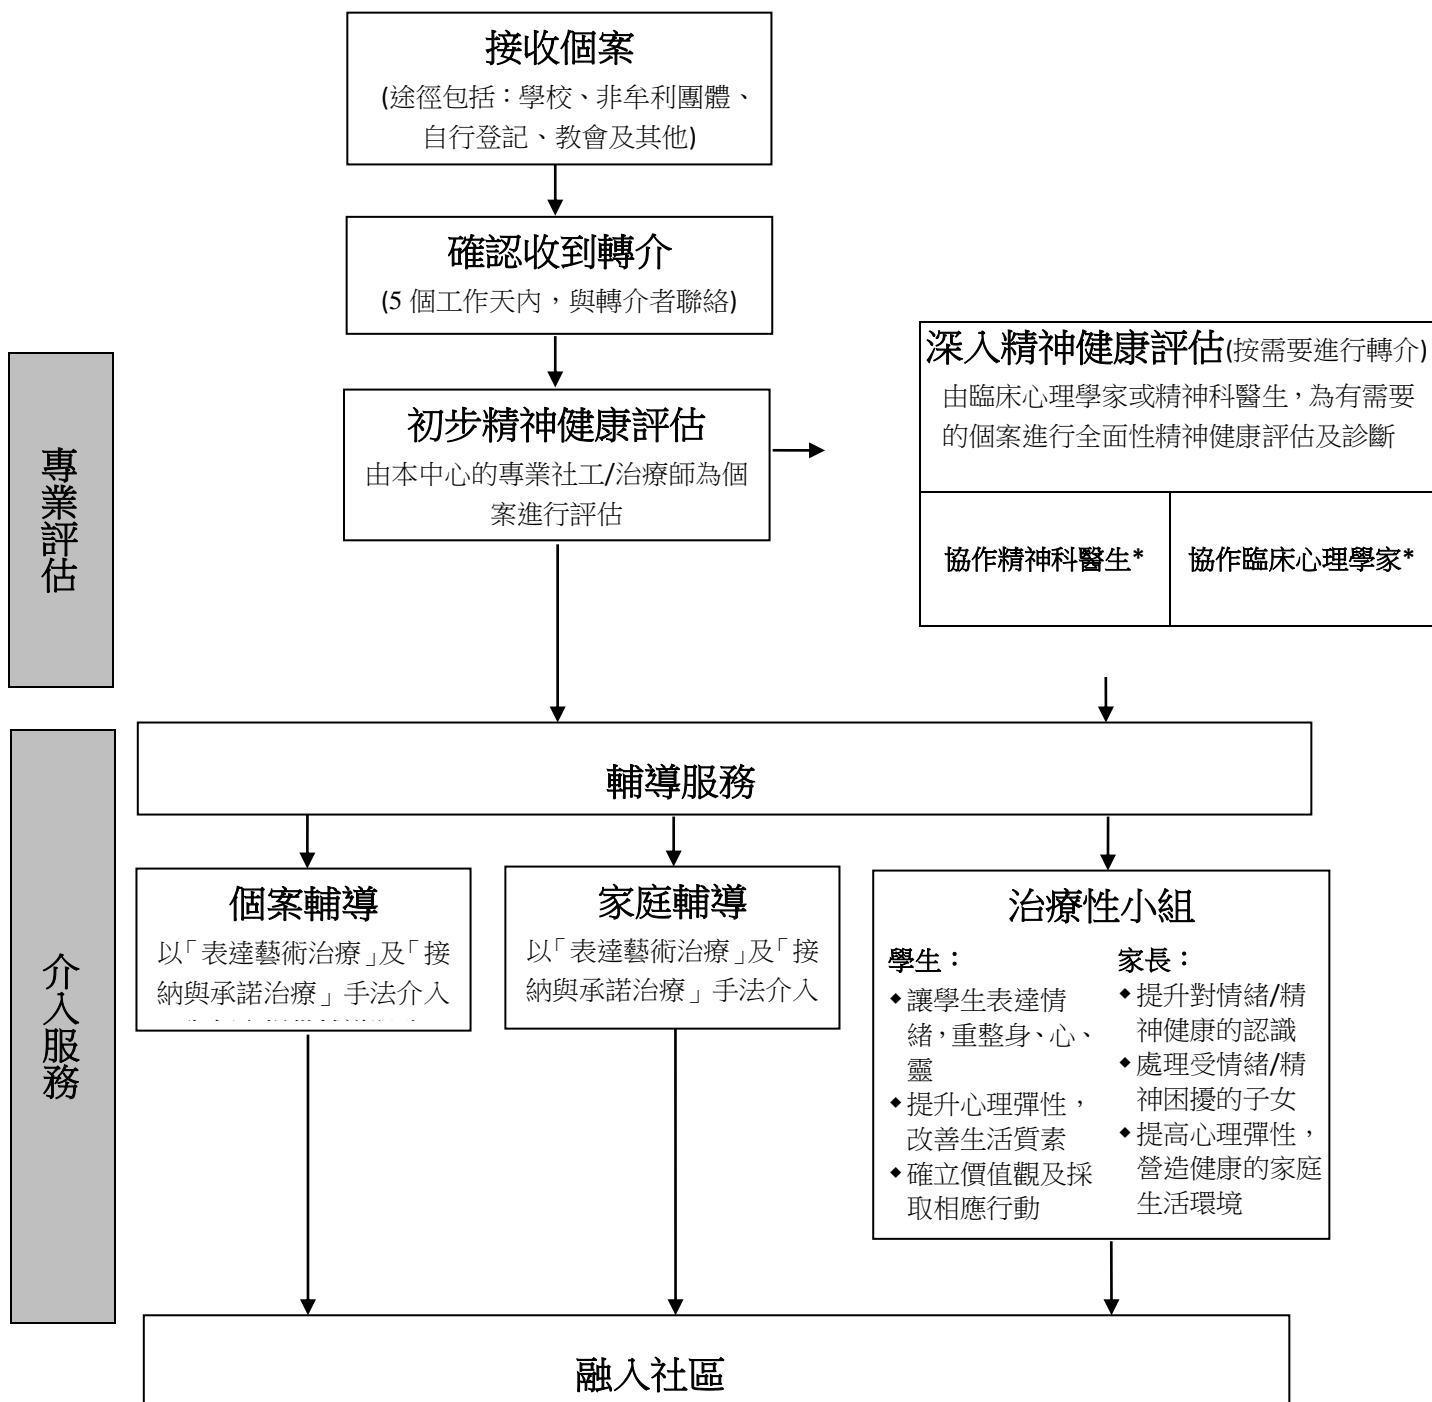 接收個案
(途徑包括：學校、非牟利團體、
自行登記、教會及其他)
確認收到轉介
(5 個工作天內，與轉介者聯絡)
專業評估
初步精神健康評估
由本中心的專業社工/治療師為個
案進行評估
深入精神健康評估(按需要進行轉介)
由臨床心理學家或精神科醫生，為有需要
的個案進行全面性精神健康評估及診斷
協作精神科醫生*
協作臨床心理學家*
介入服務
輔導服務
個案輔導
以「表達藝術治療」及「接
納與承諾治療」手法介入
家庭輔導
以「表達藝術治療」及「接
納與承諾治療」手法介入
治療性小組
學生：
◆讓學生表達情
緒，重整身、心、
靈
◆提升心理彈性，
改善生活質素
◆確立價值觀及採
取相應行動
家長：
◆提升對情緒/精
神健康的認識
◆處理受情緒/精
神困擾的子女
◆提高心理彈性，
營造健康的家庭
生活環境
融入社區